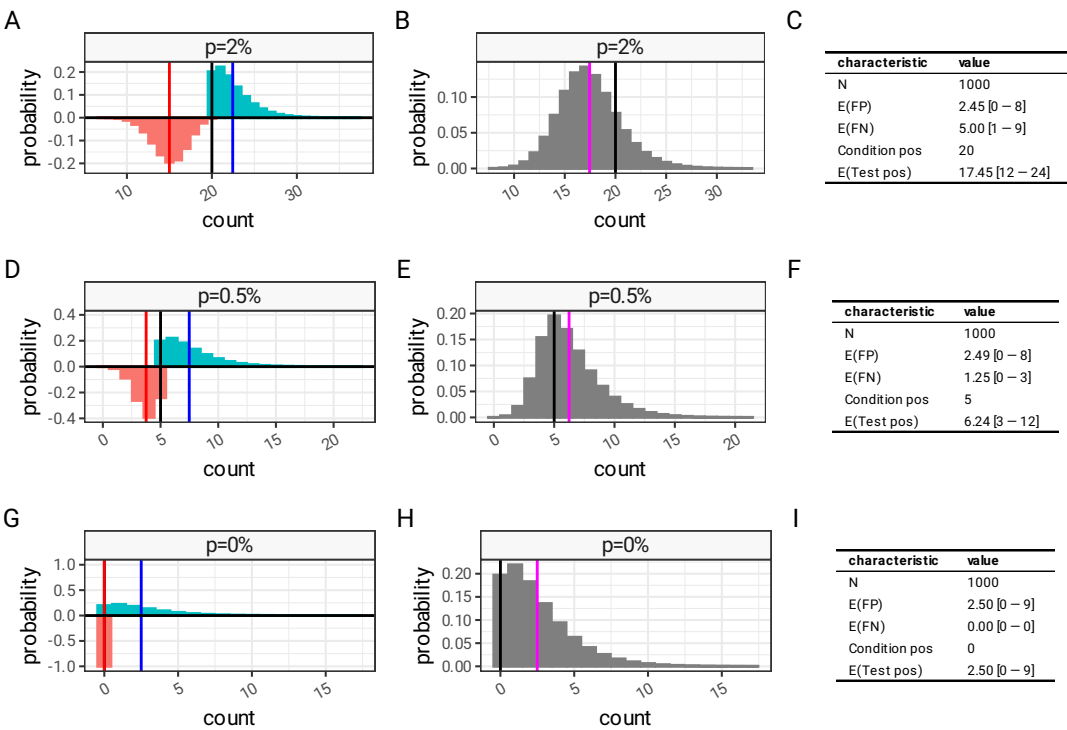 A
p=2%
probability
0.2
0.1
0.0
-0.1
-0.2
10
20
30
count
B
p=2%
probability
0.10
0.05
0.00
10
15
20
25
30
count
C
characteristic value
N 1000
E(FP) 2.45 [0 – 8]
E(FN) 5.00 [1 – 9]
Condition pos 20
E(Test pos) 17.45 [12 – 24]
D
p=0.5%
probability
0.4
0.2
0.0
-0.2
-0.4
0
5
10
15
20
count
E
p=0.5%
probability
0.20
0.15
0.10
0.05
0.00
0
5
10
15
20
count
F
characteristic value
N 1000
E(FP) 2.49 [0 – 8]
E(FN) 1.25 [0 – 3]
Condition pos 5
E(Test pos) 6.24 [3 – 12]
G
p=0%
probability
1.0
0.5
0.0
-0.5
-1.0
0
5
10
15
count
H
p=0%
probability
0.20
0.15
0.10
0.05
0.00
0
5
10
15
count
I
characteristic value
N 1000
E(FP) 2.50 [0 – 9]
E(FN) 0.00 [0 – 0]
Condition pos 0
E(Test pos) 2.50 [0 – 9]